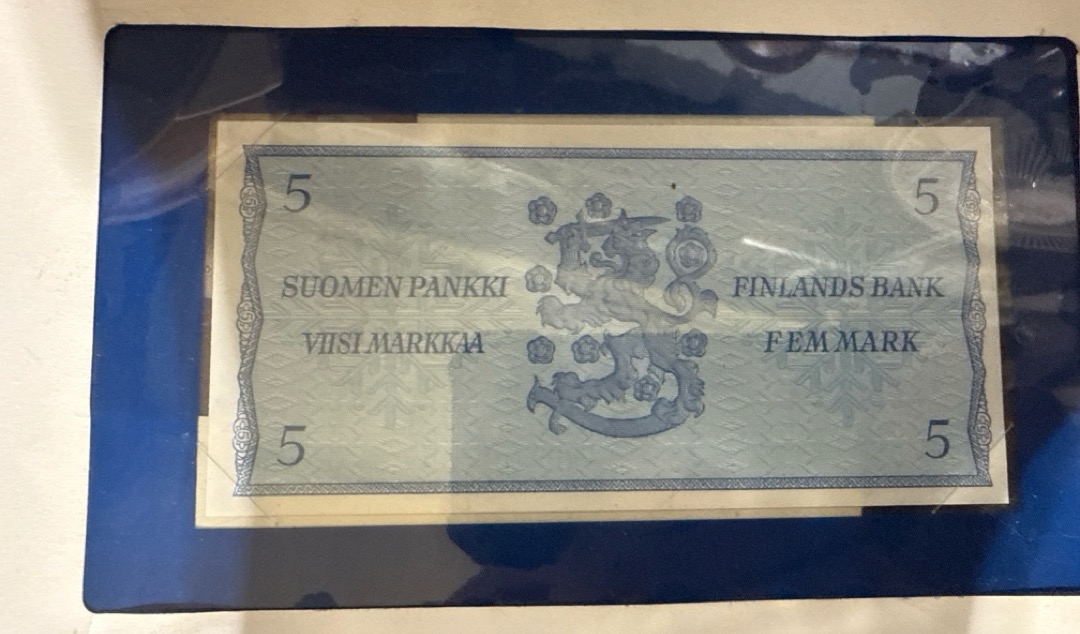 5
5
SUOMEN PANKKI
FINLANDS BANK
VIISI MARKKAA
FEM MARK
5
5